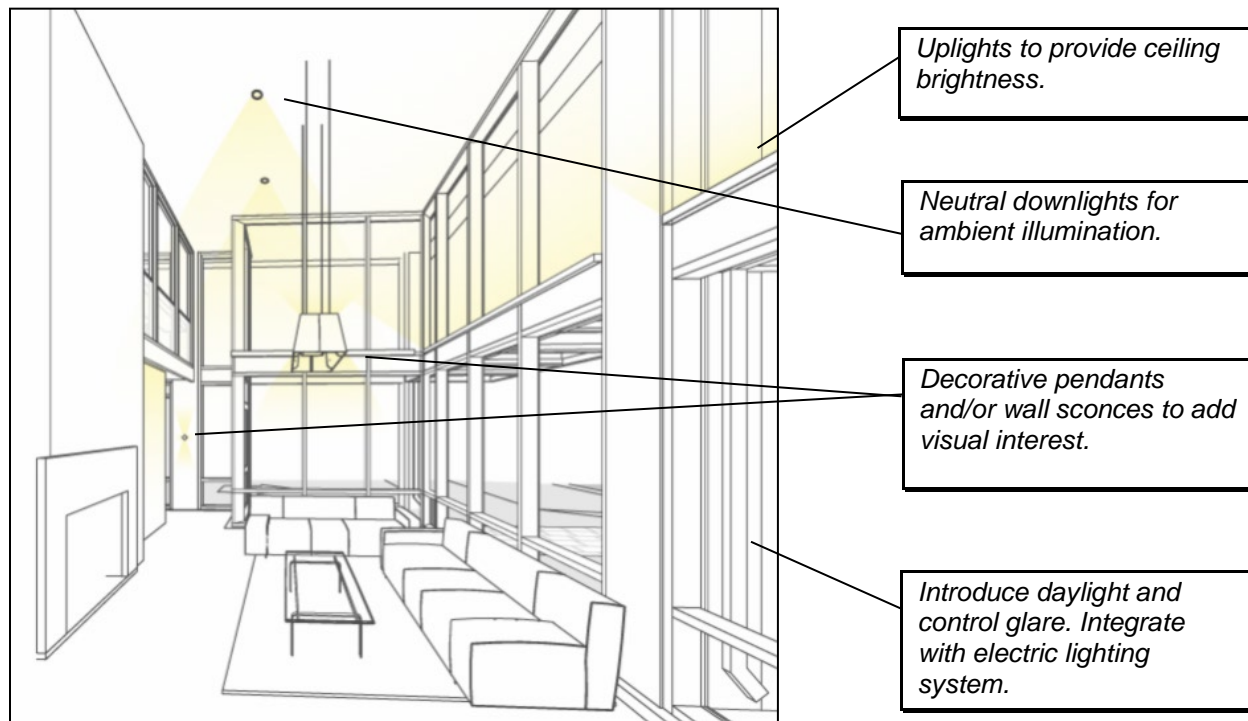 Uplights to provide ceiling
brightness.
Neutral downlights for
ambient illumination.
Decorative pendants
and/or wall sconces to add
visual interest.
Introduce daylight and
control glare. Integrate
with electric lighting
system.